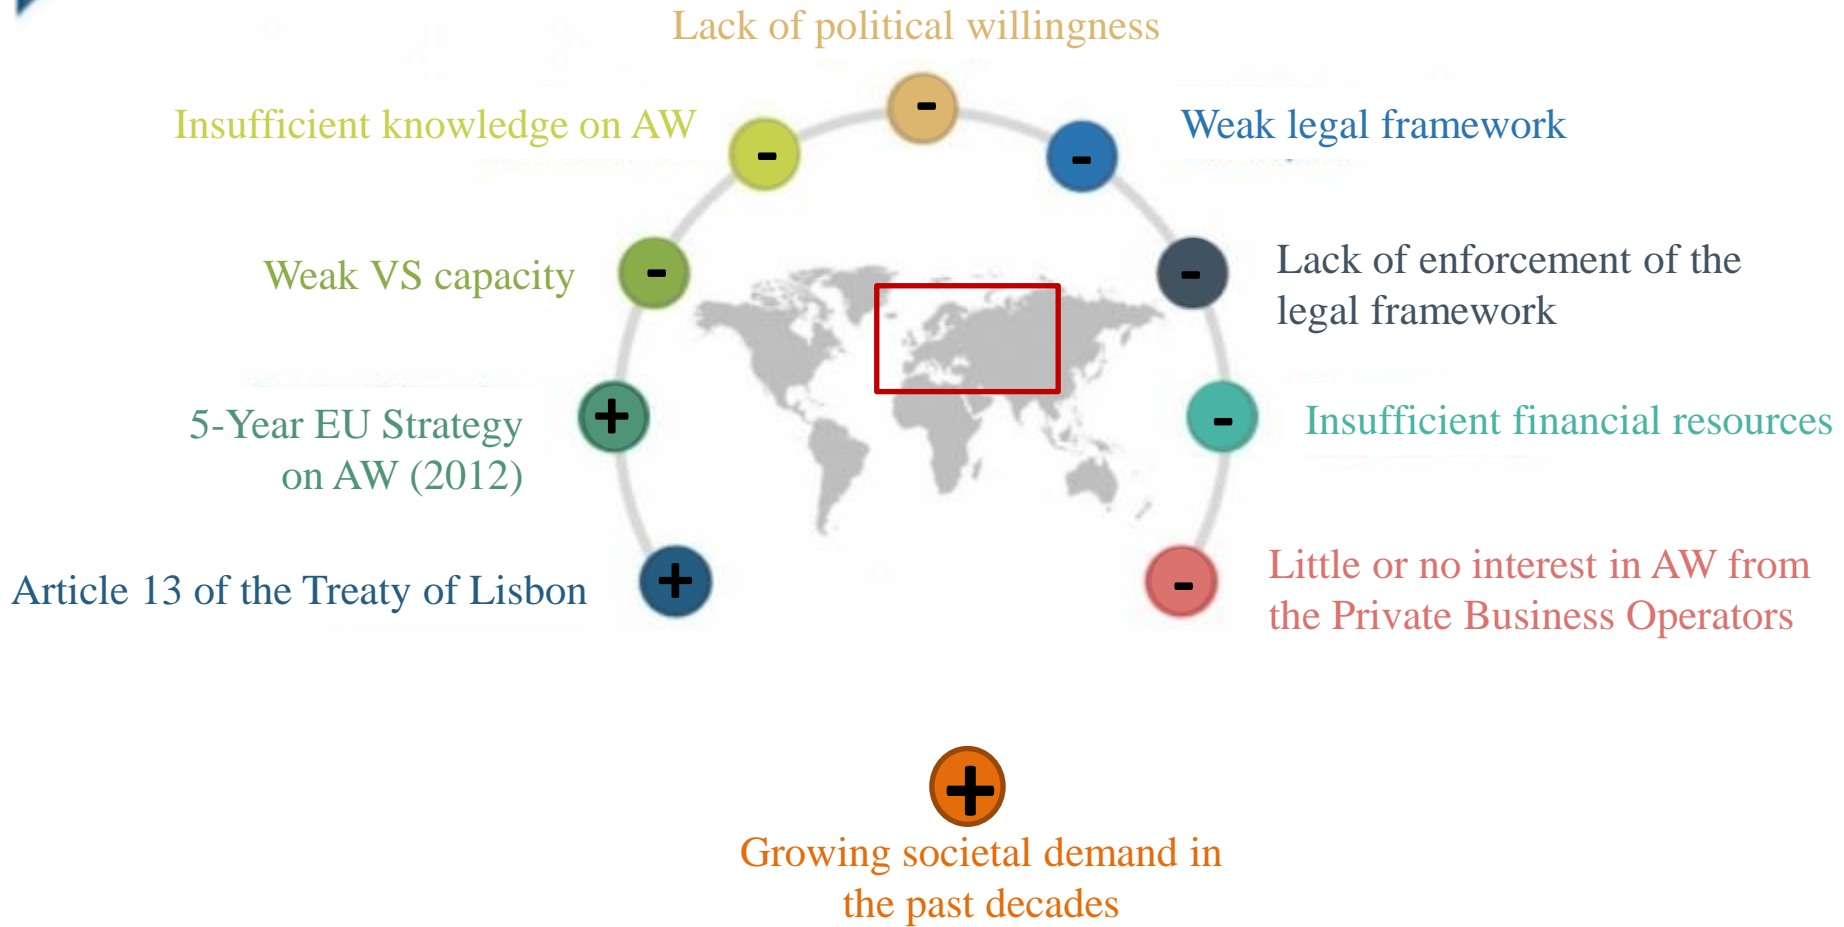 Lack of political willingness
-
Insufficient knowledge on AW
-
Weak legal framework
-
Weak VS capacity
-
Lack of enforcement of the
legal framework
-
5-Year EU Strategy
on AW (2012)
+
Insufficient financial resources
-
Article 13 of the Treaty of Lisbon
+
Little or no interest in AW from
the Private Business Operators
-
+
Growing societal demand in
the past decades